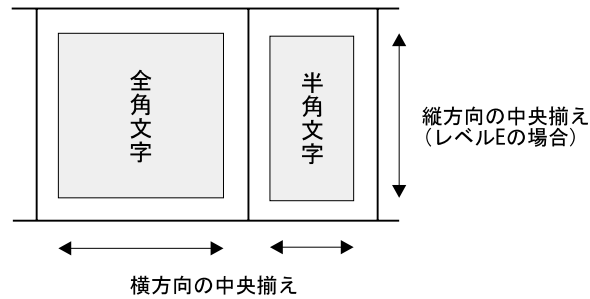 全角文字
半角文字
縦方向の中央揃え
（レベルEの場合）
横方向の中央揃え